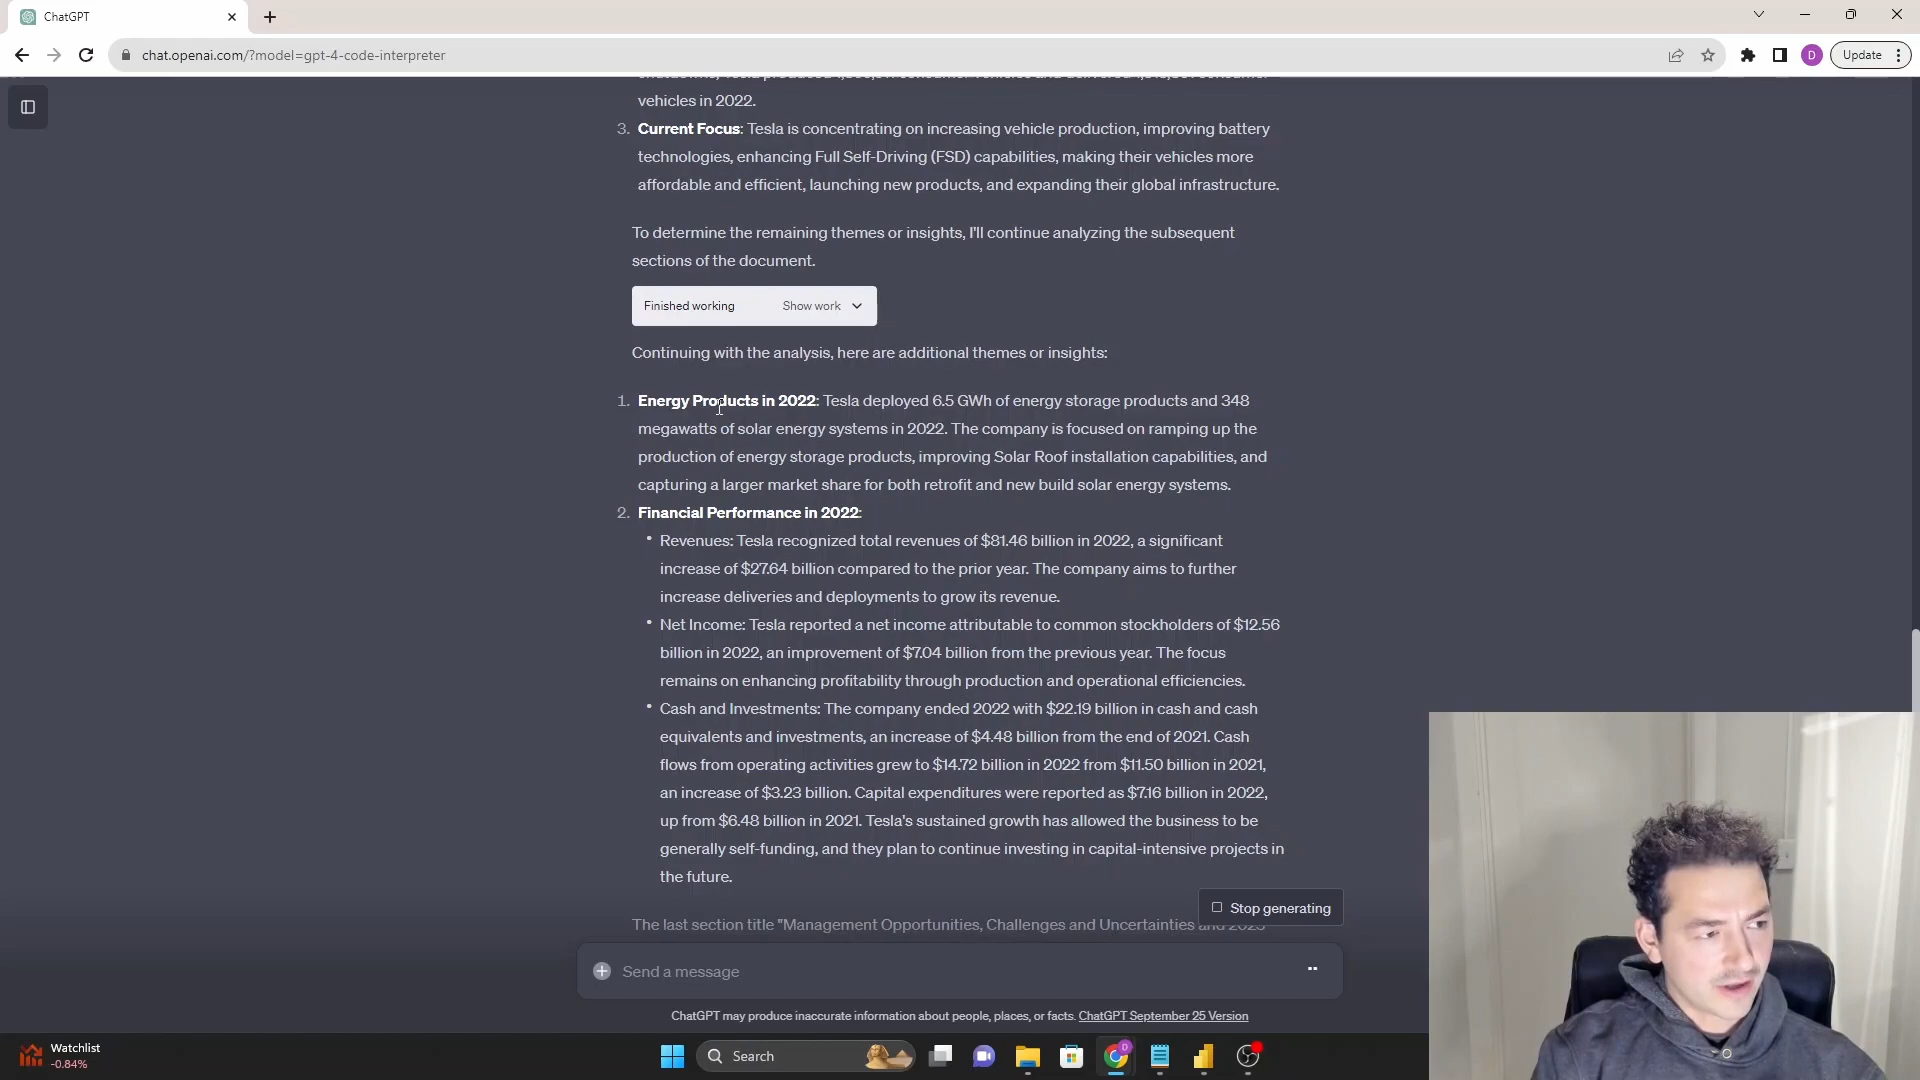 ChatGPT
chat.openai.com/?model=gpt-4-code-interpreter
D
Update
vehicles in 2022.
3. Current Focus: Tesla is concentrating on increasing vehicle production, improving battery
technologies, enhancing Full Self-Driving (FSD) capabilities, making their vehicles more
affordable and efficient, launching new products, and expanding their global infrastructure.
To determine the remaining themes or insights, I'll continue analyzing the subsequent
sections of the document.
Finished working Show work
Continuing with the analysis, here are additional themes or insights:
1. Energy Products in 2022: Tesla deployed 6.5 GWh of energy storage products and 348
megawatts of solar energy systems in 2022. The company is focused on ramping up the
production of energy storage products, improving Solar Roof installation capabilities, and
capturing a larger market share for both retrofit and new build solar energy systems.
2. Financial Performance in 2022:
• Revenues: Tesla recognized total revenues of $81.46 billion in 2022, a significant
increase of $27.64 billion compared to the prior year. The company aims to further
increase deliveries and deployments to grow its revenue.
• Net Income: Tesla reported a net income attributable to common stockholders of $12.56
billion in 2022, an improvement of $7.04 billion from the previous year. The focus
remains on enhancing profitability through production and operational efficiencies.
• Cash and Investments: The company ended 2022 with $22.19 billion in cash and cash
equivalents and investments, an increase of $4.48 billion from the end of 2021. Cash
flows from operating activities grew to $14.72 billion in 2022 from $11.50 billion in 2021,
an increase of $3.23 billion. Capital expenditures were reported as $7.16 billion in 2022,
up from $6.48 billion in 2021. Tesla's sustained growth has allowed the business to be
generally self-funding, and they plan to continue investing in capital-intensive projects in
the future.
Stop generating
The last section title "Management Opportunities, Challenges and Uncertainties and 2023
Send a message
ChatGPT may produce inaccurate information about people, places, or facts. ChatGPT September 25 Version
Watchlist
-0.84%
Search
D